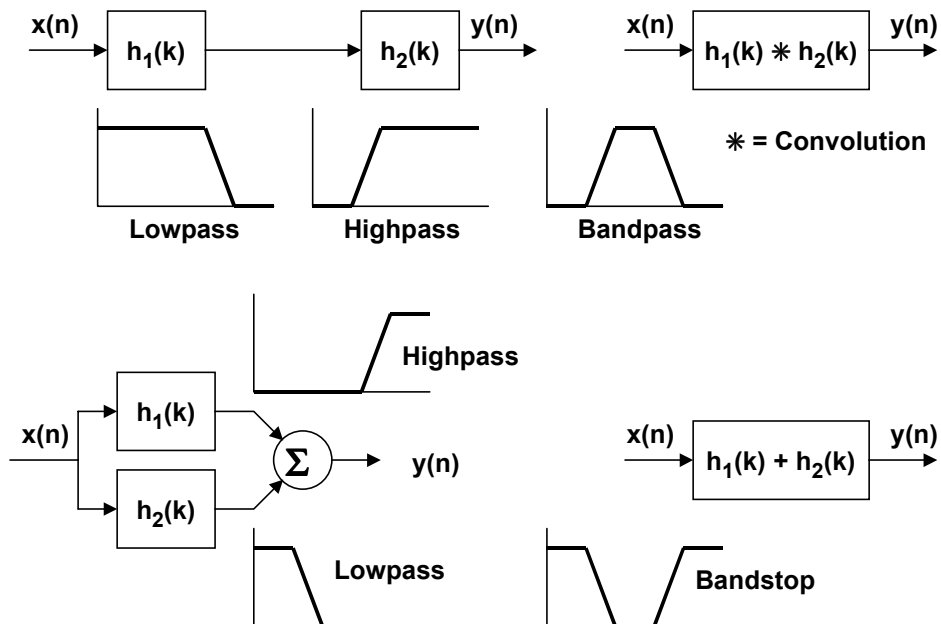 x(n)
h₁(k)
h₂(k)
y(n)
x(n)
h₁(k) ∗ h₂(k)
y(n)
Lowpass
Highpass
Bandpass
∗ = Convolution
Highpass
x(n)
h₁(k)
h₂(k)
Σ
y(n)
x(n)
h₁(k) + h₂(k)
y(n)
Lowpass
Bandstop